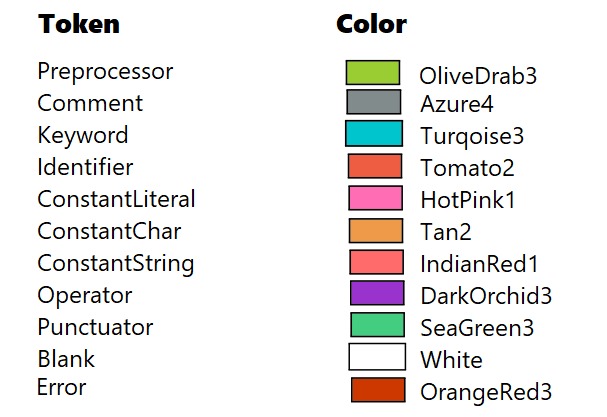 Token Color
Preprocessor OliveDrab3
Comment Azure4
Keyword Turqoise3
Identifier Tomato2
ConstantLiteral HotPink1
ConstantChar Tan2
ConstantString IndianRed1
Operator DarkOrchid3
Punctuator SeaGreen3
Blank White
Error OrangeRed3